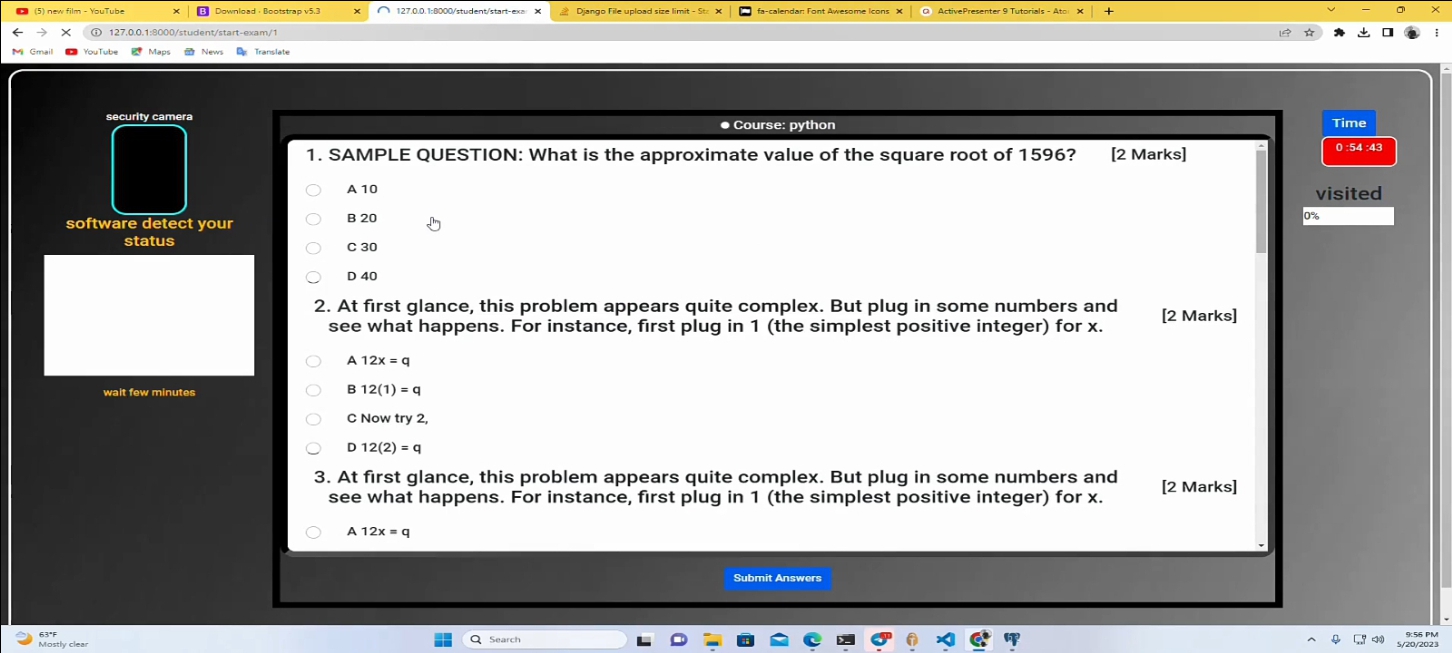 (5) new film - YouTube
Download · Bootstrap v5.3
127.0.0.1:8000/student/start-exa
Django File upload size limit - Sta
fa-calendar: Font Awesome Icons
ActivePresenter 9 Tutorials - Ato
127.0.0.1:8000/student/start-exam/1
Gmail YouTube Maps News Translate
security camera
software detect your
status
wait few minutes
Course: python
1. SAMPLE QUESTION: What is the approximate value of the square root of 1596? [2 Marks]
A 10
B 20
C 30
D 40
2. At first glance, this problem appears quite complex. But plug in some numbers and
see what happens. For instance, first plug in 1 (the simplest positive integer) for x.
[2 Marks]
A 12x = q
B 12(1) = q
C Now try 2,
D 12(2) = q
3. At first glance, this problem appears quite complex. But plug in some numbers and
see what happens. For instance, first plug in 1 (the simplest positive integer) for x.
[2 Marks]
A 12x = q
Submit Answers
Time
0 :54 :43
visited
0%
63°F
Mostly clear
Search
9:56 PM
5/20/2023